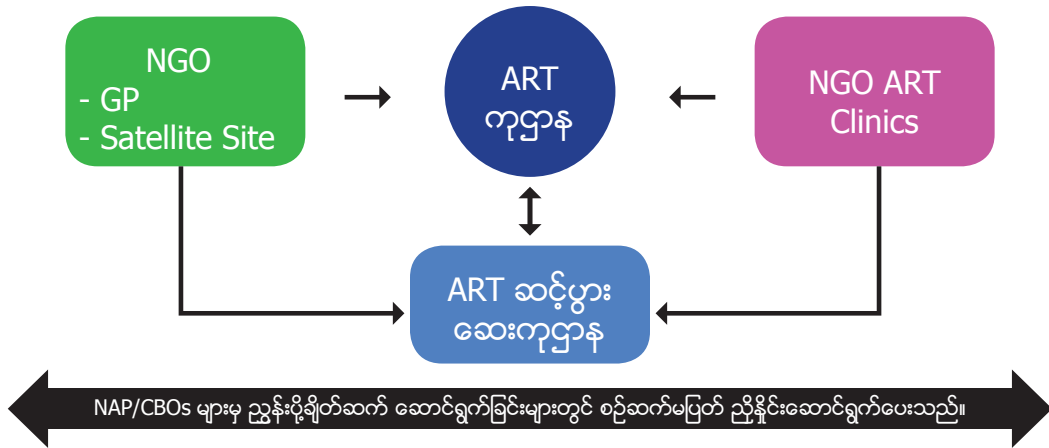 NGO
- GP
- Satellite Site
ART
ကုဌာန
NGO ART
Clinics
ART ဆင့်ပွား
ဆေးကုဌာန
NAP/CBOs များမှ ညွှန်းပို့ချိတ်ဆက် ဆောင်ရွက်ခြင်းများတွင် စဉ်ဆက်မပြတ် ညှိနှိုင်းဆောင်ရွက်ပေးသည်။